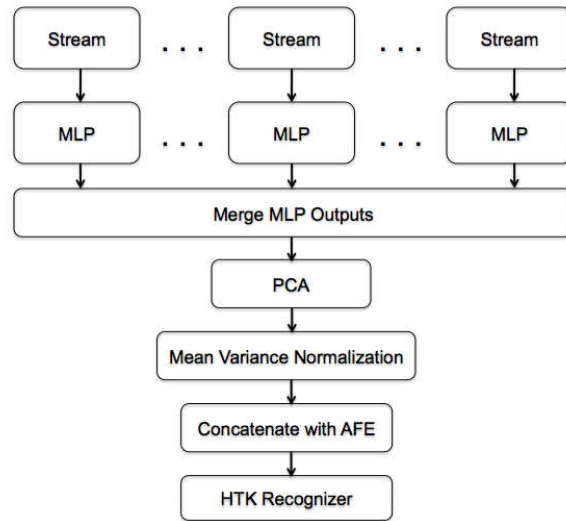 Stream . . . Stream . . . Stream
MLP . . . MLP . . . MLP
Merge MLP Outputs
PCA
Mean Variance Normalization
Concatenate with AFE
HTK Recognizer